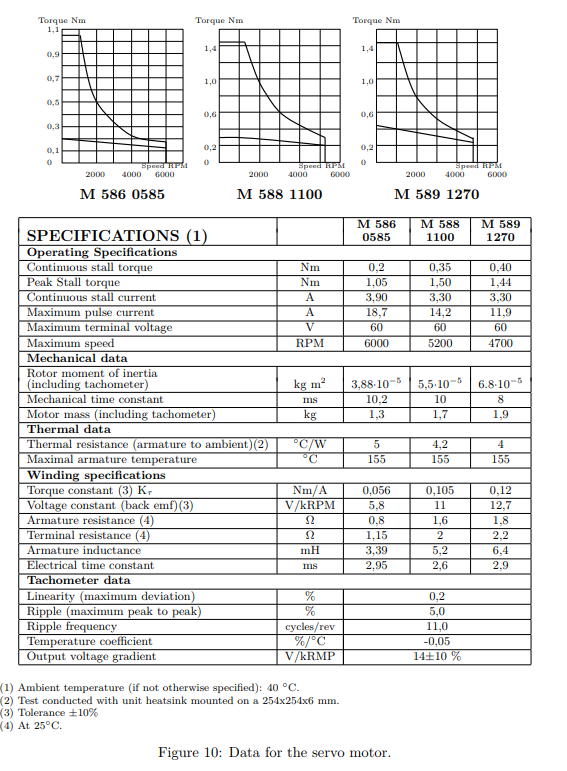 Torque Nm Torque Nm Torque Nm
1,1
0,9
0,7
0,5
0,3
0,1
0
2000 4000 6000
Speed RPM
1,4
1,0
0,6
0,2
0
2000 4000 6000
Speed RPM
1,4
1,0
0,6
0,2
0
2000 4000 6000
Speed RPM
M 586 0585 M 588 1100 M 589 1270
SPECIFICATIONS (1) M 586 0585 M 588 1100 M 589 1270
Operating Specifications
Continuous stall torque Nm 0,2 0,35 0,40
Peak Stall torque Nm 1,05 1,50 1,44
Continuous stall current A 3,90 3,30 3,30
Maximum pulse current A 18,7 14,2 11,9
Maximum terminal voltage V 60 60 60
Maximum speed RPM 6000 5200 4700
Mechanical data
Rotor moment of inertia
(including tachometer) kg m² 3,88·10⁻⁵ 5,5·10⁻⁵ 6.8·10⁻⁵
Mechanical time constant ms 10,2 10 8
Motor mass (including tachometer) kg 1,3 1,7 1,9
Thermal data
Thermal resistance (armature to ambient)(2) °C/W 5 4,2 4
Maximal armature temperature °C 155 155 155
Winding specifications
Torque constant (3) Kτ Nm/A 0,056 0,105 0,12
Voltage constant (back emf)(3) V/kRPM 5,8 11 12,7
Armature resistance (4) Ω 0,8 1,6 1,8
Terminal resistance (4) Ω 1,15 2 2,2
Armature inductance mH 3,39 5,2 6,4
Electrical time constant ms 2,95 2,6 2,9
Tachometer data
Linearity (maximum deviation) % 0,2
Ripple (maximum peak to peak) % 5,0
Ripple frequency cycles/rev 11,0
Temperature coefficient %/°C -0,05
Output voltage gradient V/kRMP 14±10 %
(1) Ambient temperature (if not otherwise specified): 40 °C.
(2) Test conducted with unit heatsink mounted on a 254x254x6 mm.
(3) Tolerance ±10%
(4) At 25°C.
Figure 10: Data for the servo motor.